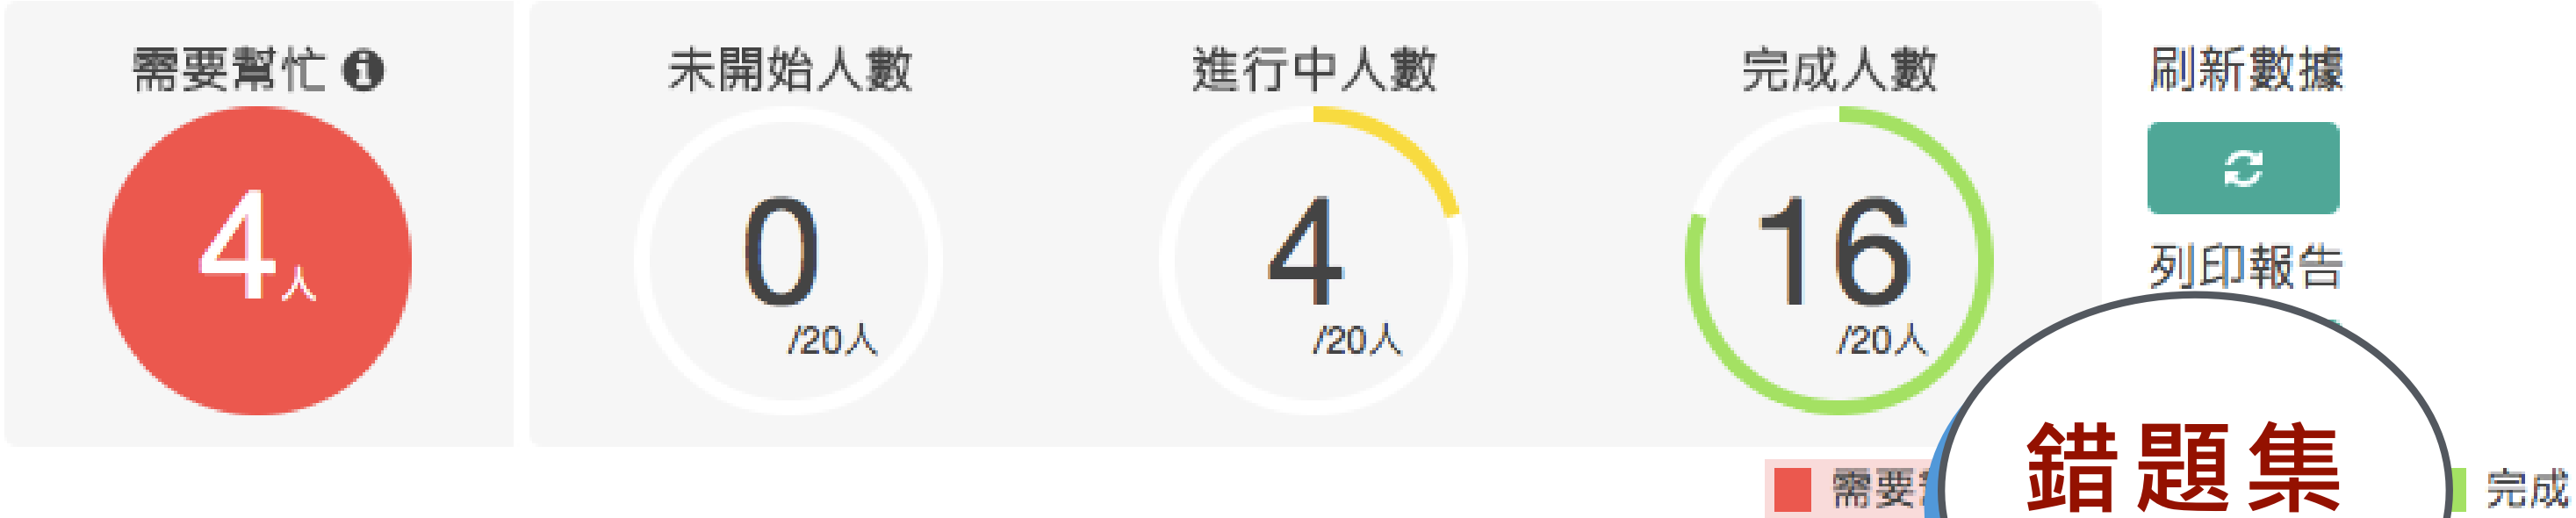 需要幫忙
4人
未開始人數
0
/20人
進行中人數
4
/20人
完成人數
16
/20人
刷新數據
列印報告
需要
錯題集
完成